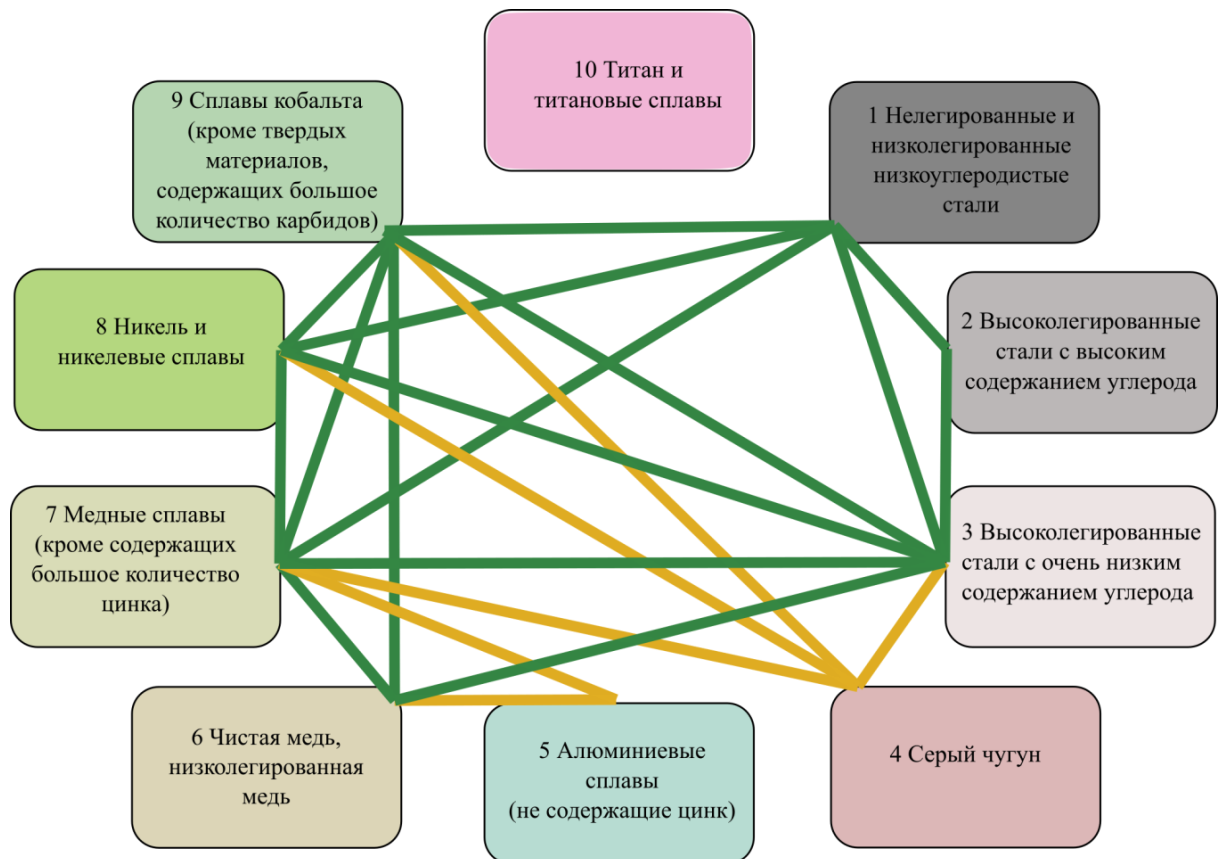 10 Титан и
титановые сплавы
9 Сплавы кобальта
(кроме твердых
материалов,
содержащих большое
количество карбидов)
1 Нелегированные и
низколегированные
низкоуглеродистые
стали
8 Никель и
никелевые сплавы
2 Высоколегированные
стали с высоким
содержанием углерода
7 Медные сплавы
(кроме содержащих
большое количество
цинка)
3 Высоколегированные
стали с очень низким
содержанием углерода
6 Чистая медь,
низколегированная
медь
5 Алюминиевые
сплавы
(не содержащие цинк)
4 Серый чугун